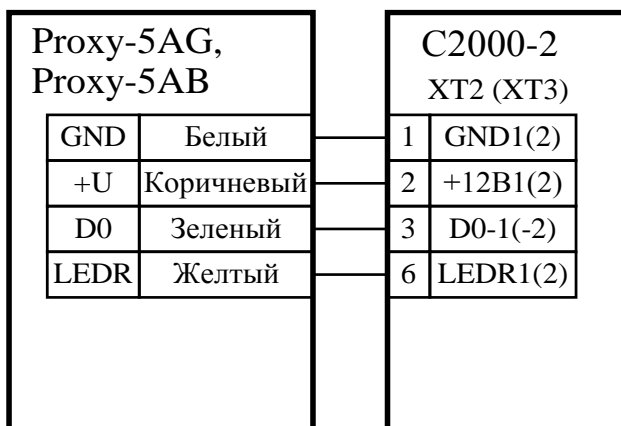 Proxy-5AG,
Proxy-5AB
GND Белый
+U Коричневый
D0 Зеленый
LEDR Желтый
C2000-2
XT2 (XT3)
1 GND1(2)
2 +12В1(2)
3 D0-1(-2)
6 LEDR1(2)